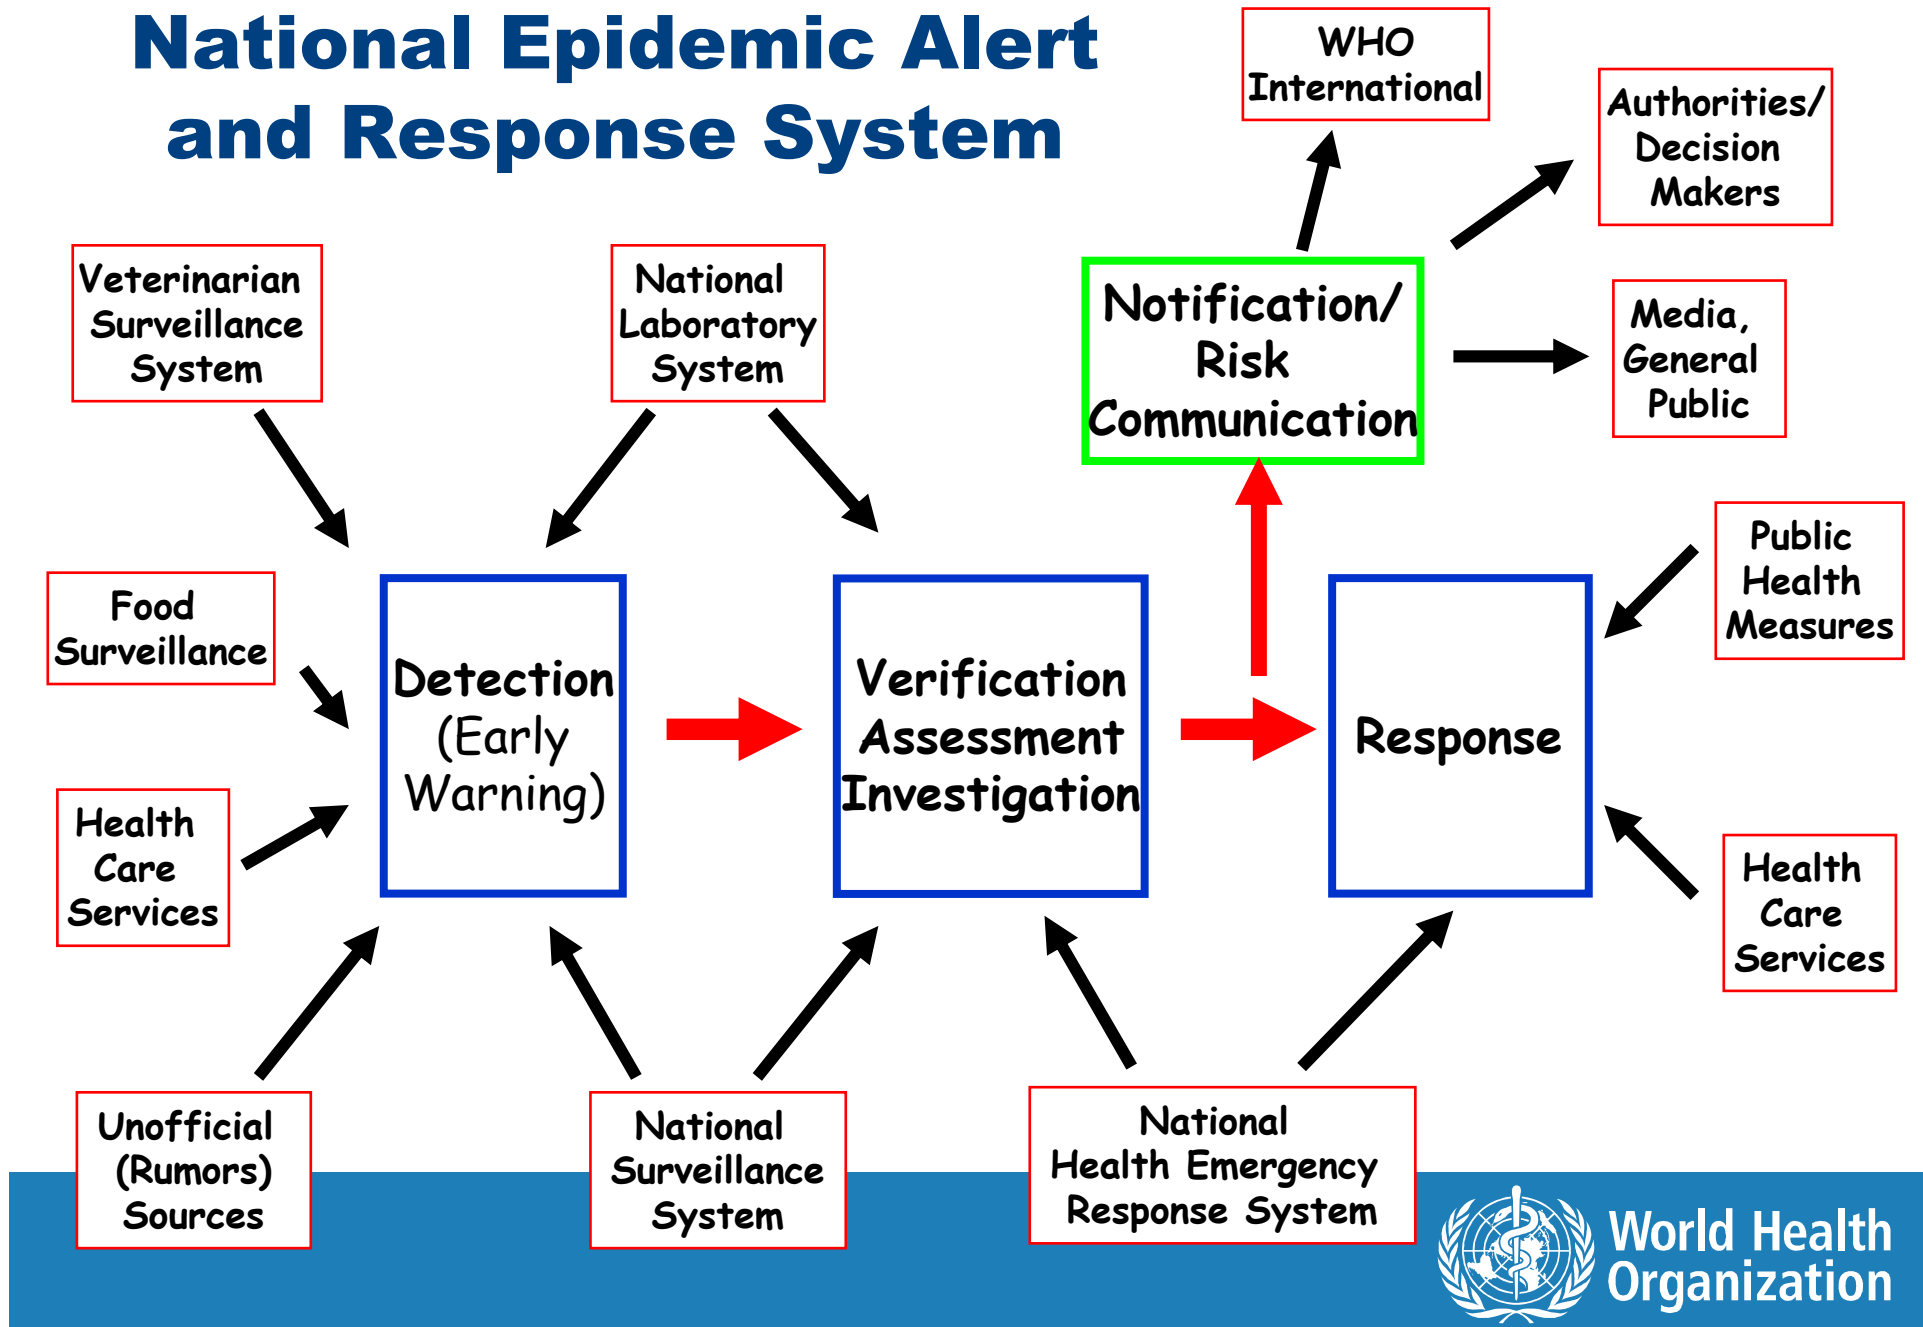 National Epidemic Alert
and Response System
WHO
International
Authorities/
Decision
Makers
Veterinarian
Surveillance
System
National
Laboratory
System
Notification/
Risk
Communication
Media,
General
Public
Food
Surveillance
Public
Health
Measures
Detection
(Early
Warning)
Verification
Assessment
Investigation
Response
Health
Care
Services
Health
Care
Services
Unofficial
(Rumors)
Sources
National
Surveillance
System
National
Health Emergency
Response System
World Health
Organization